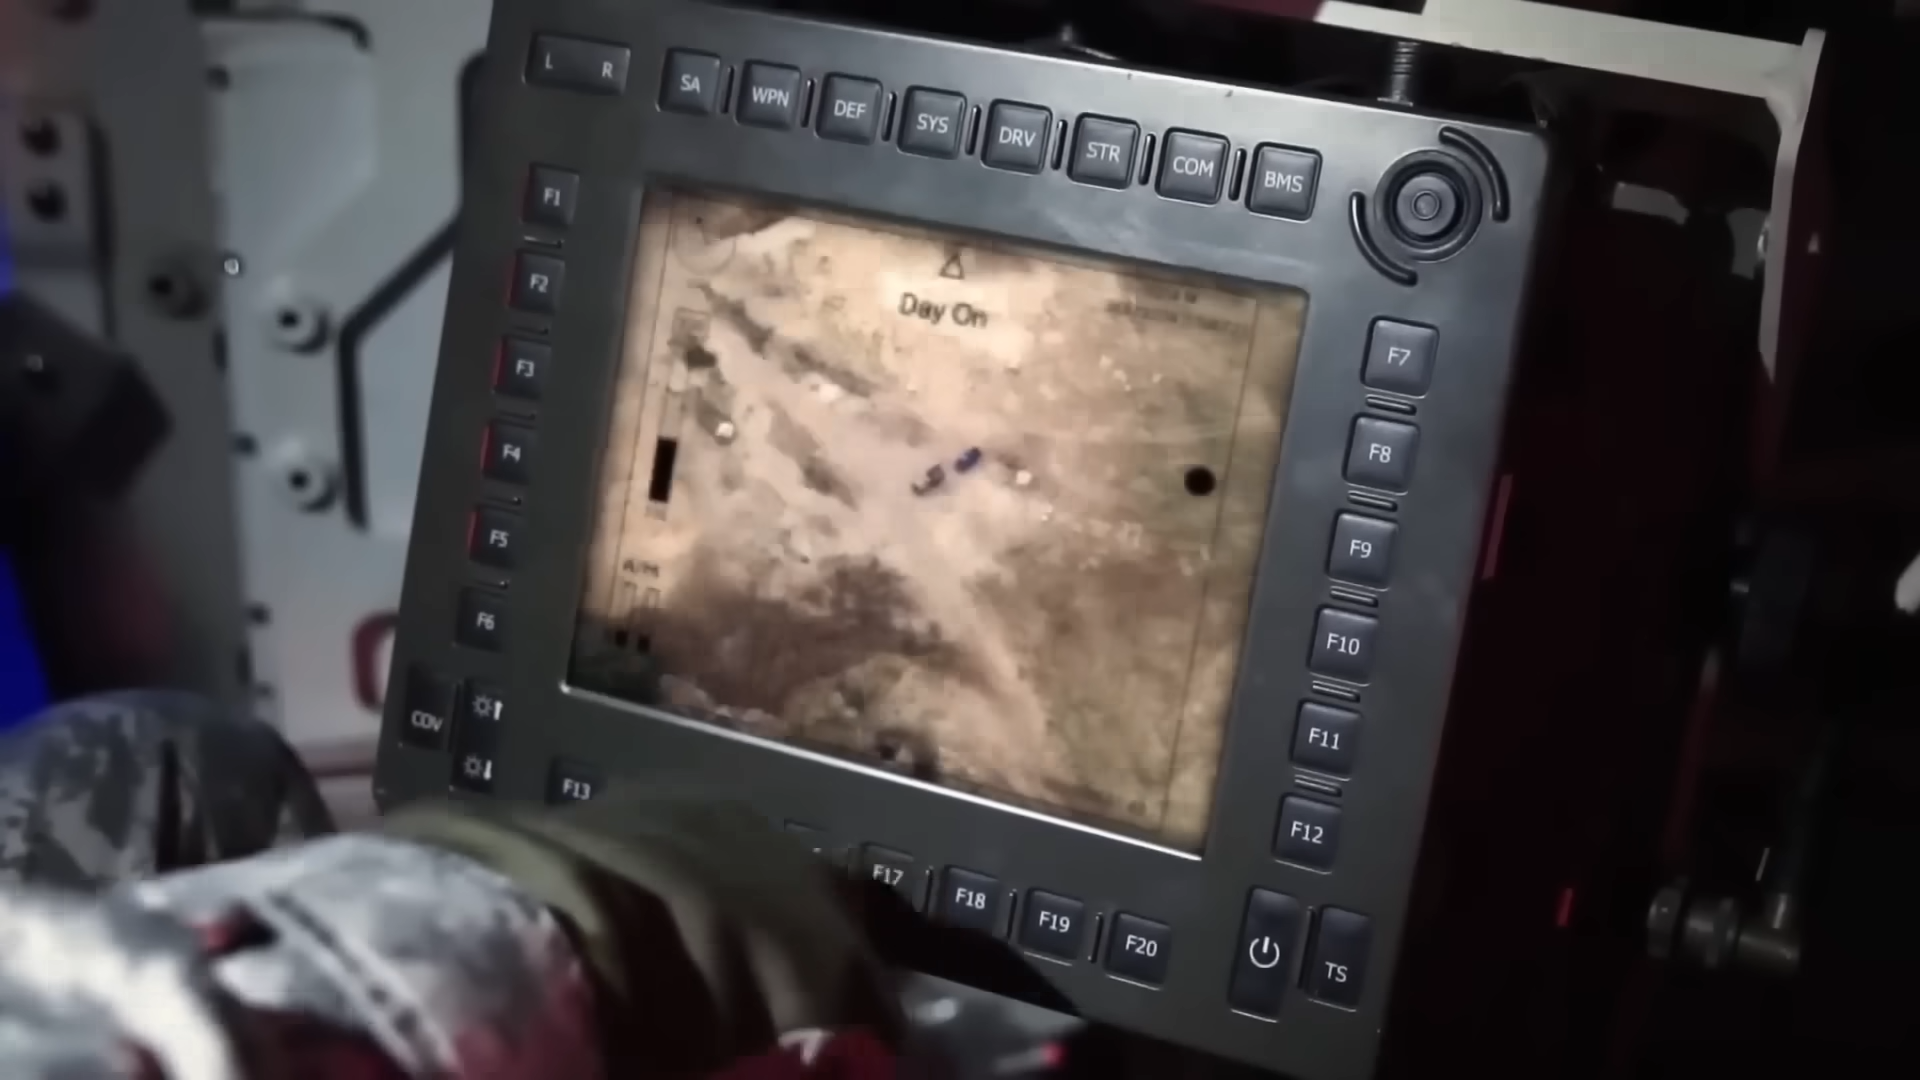 L R
SA WPN DEF SYS DRV STR COM BMS
F1
F2
F3
F4
F5
F6
Day On
A/M
F7
F8
F9
F10
F11
F12
COV
F13
F17 F18 F19 F20
TS